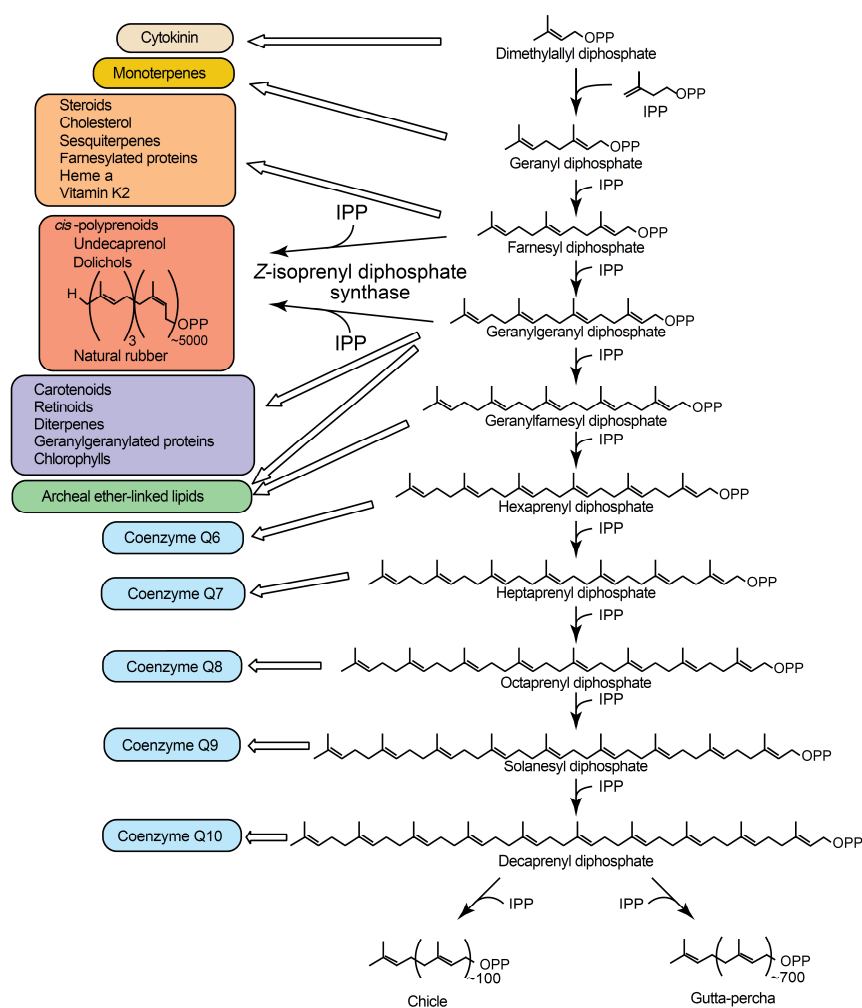 Cytokinin
OPP
Dimethylallyl diphosphate
Monoterpenes
OPP
IPP
Steroids
Cholesterol
Sesquiterpenes
Farnesylated proteins
Heme a
Vitamin K2
OPP
Geranyl diphosphate
IPP
OPP
Farnesyl diphosphate
IPP
cis-polyprenoids
Undecaprenol
Dolichols
H
3
OPP
~5000
Natural rubber
IPP
Z-isoprenyl diphosphate
synthase
IPP
OPP
Geranylgeranyl diphosphate
IPP
Carotenoids
Retinoids
Diterpenes
Geranylgeranylated proteins
Chlorophylls
OPP
Geranylfarnesyl diphosphate
IPP
Archeal ether-linked lipids
OPP
Hexaprenyl diphosphate
IPP
Coenzyme Q6
OPP
Heptaprenyl diphosphate
IPP
Coenzyme Q7
OPP
Octaprenyl diphosphate
IPP
Coenzyme Q8
OPP
Solanesyl diphosphate
IPP
Coenzyme Q9
OPP
Decaprenyl diphosphate
Coenzyme Q10
IPP
IPP
OPP
~100
Chicle
OPP
~700
Gutta-percha